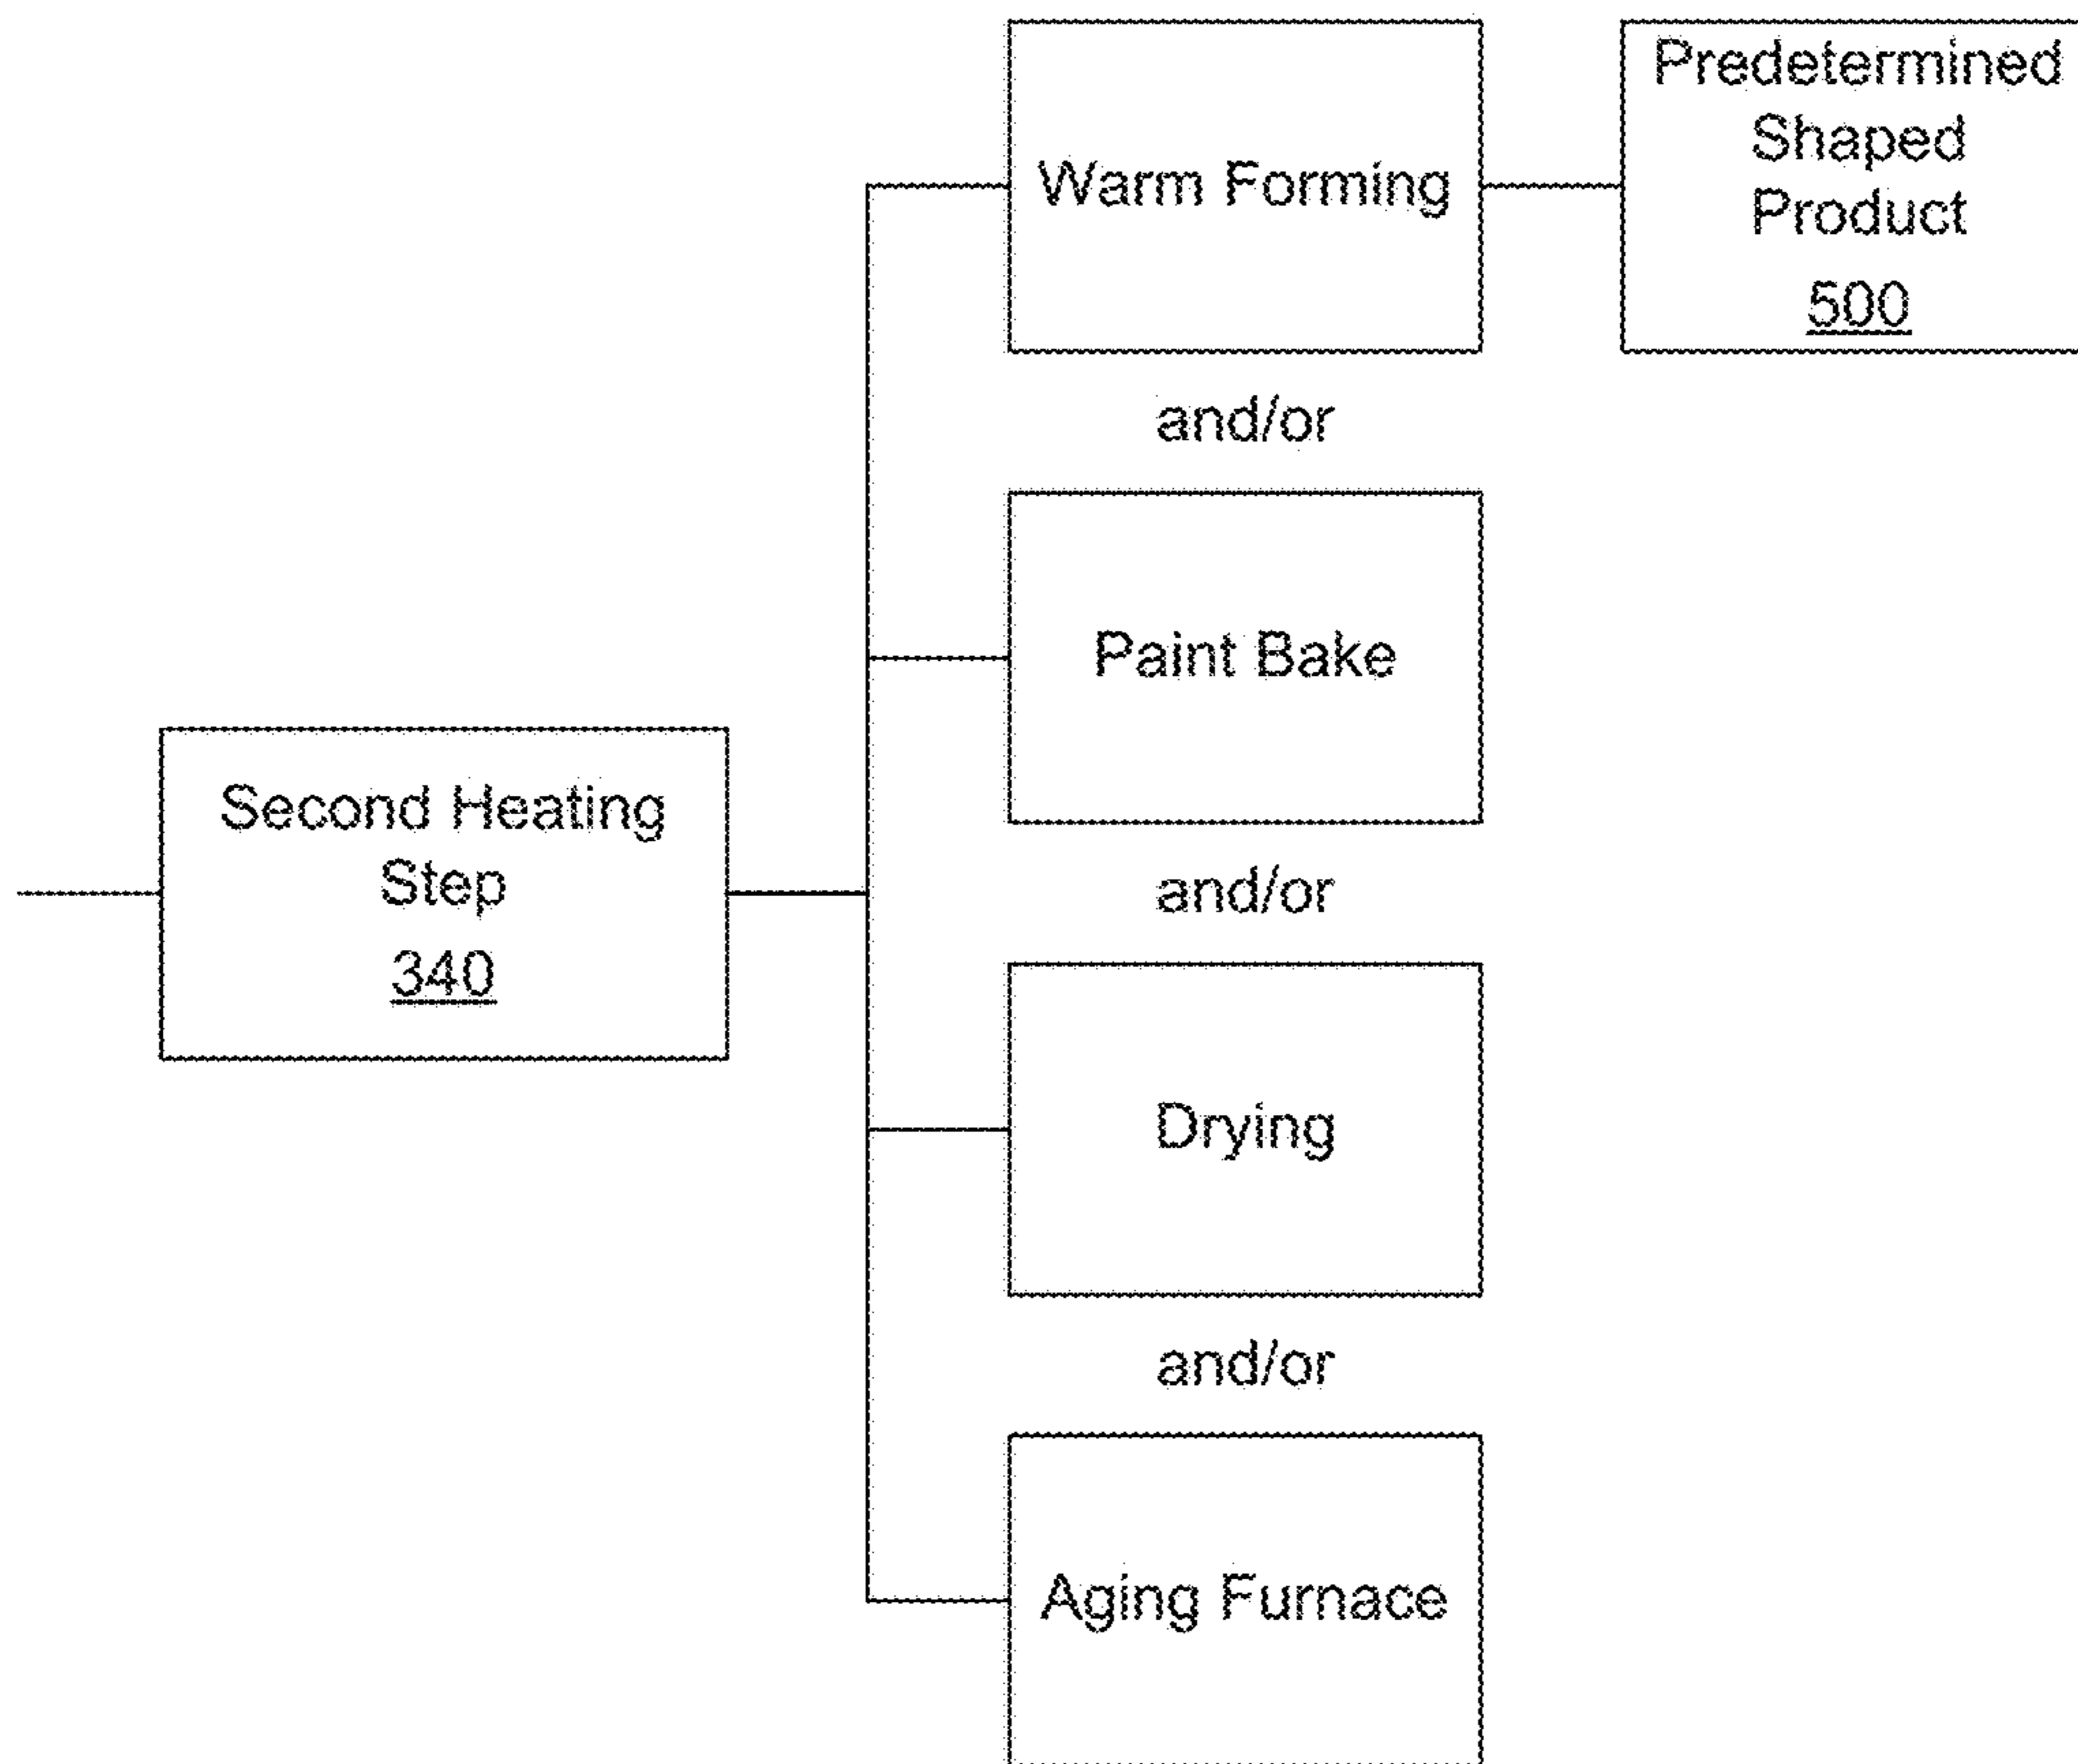 Predetermined
Shaped
Product
500
Warm Forming
and/or
Paint Bake
Second Heating
Step
340
and/or
Drying
and/or
Aging Furnace